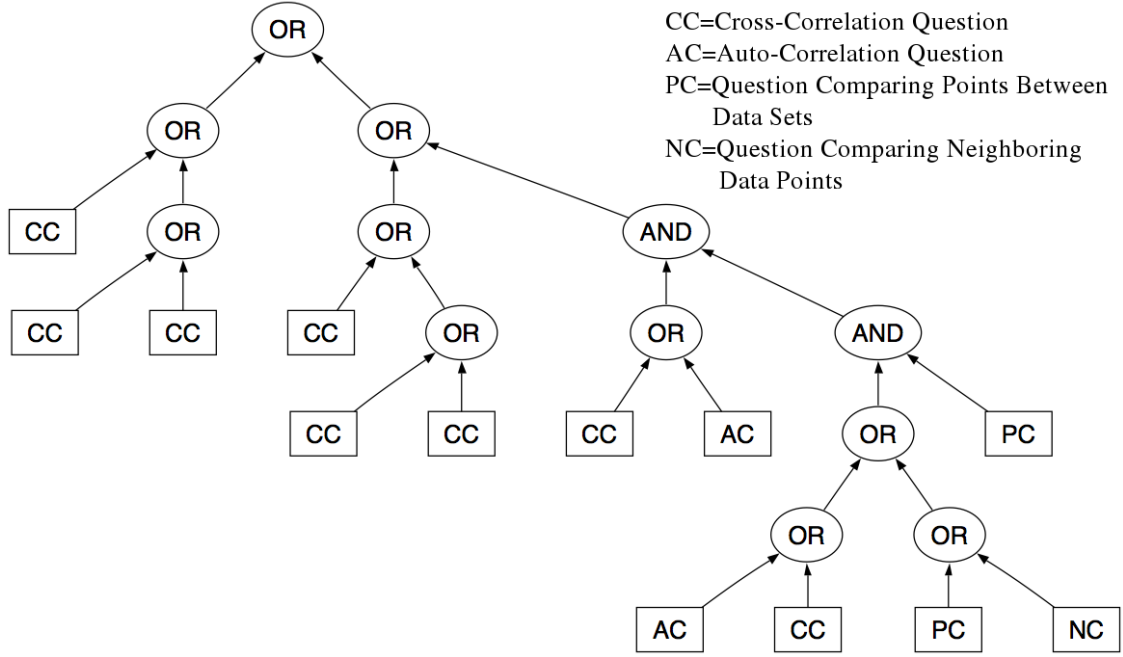 OR
CC=Cross-Correlation Question
AC=Auto-Correlation Question
PC=Question Comparing Points Between
Data Sets
NC=Question Comparing Neighboring
Data Points
OR
OR
CC
OR
OR
AND
CC
CC
CC
OR
OR
AND
CC
CC
CC
AC
OR
PC
OR
OR
AC
CC
PC
NC